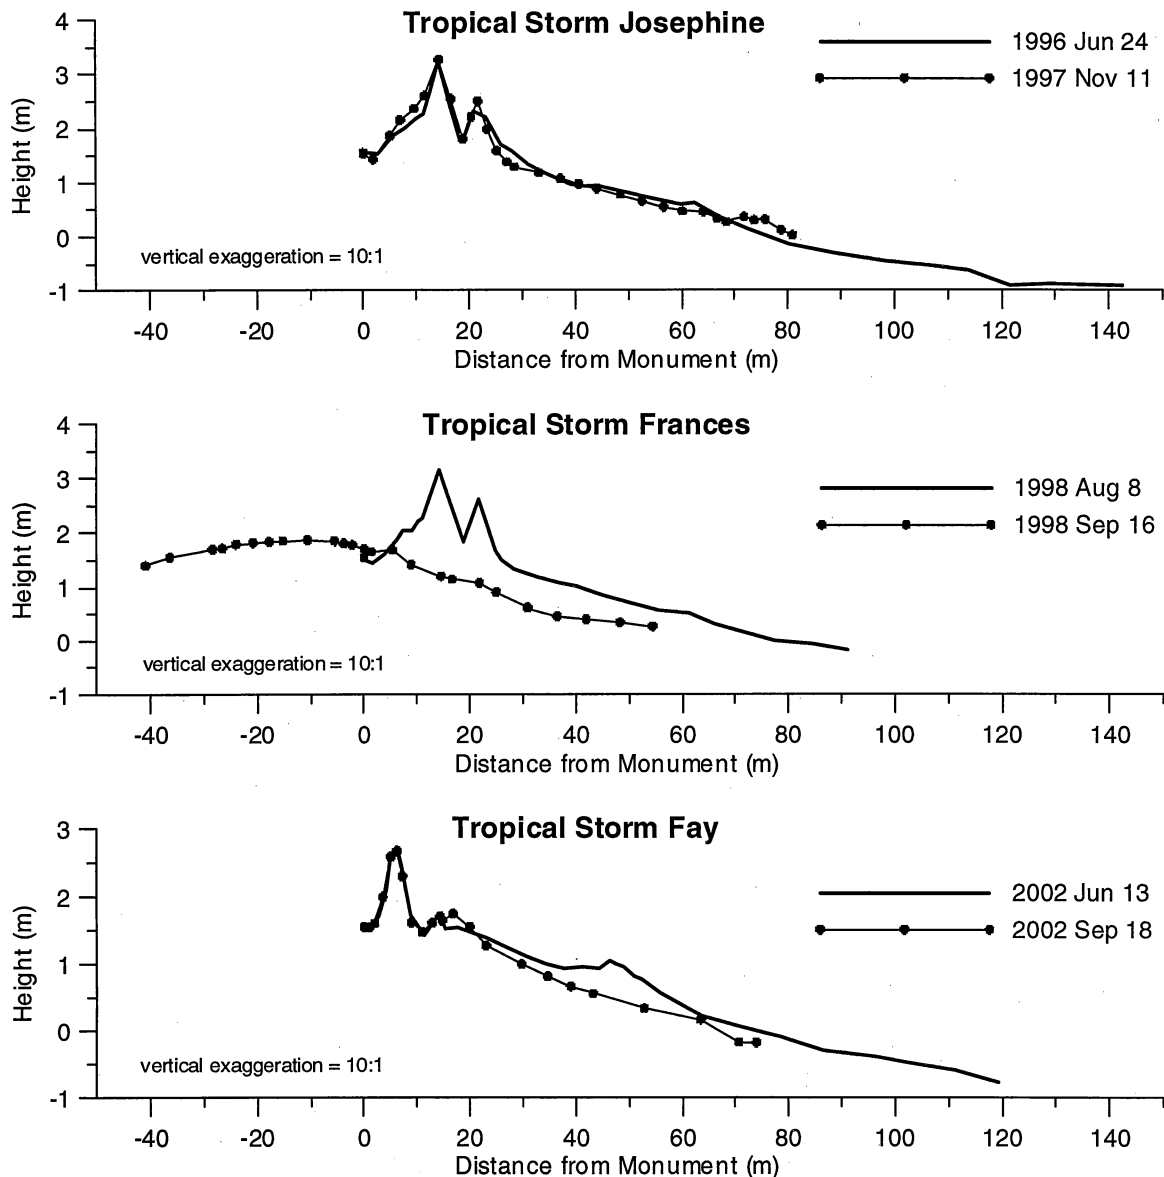 Tropical Storm Josephine
1996 Jun 24
1997 Nov 11
4
3
2
1
0
-1
Height (m)
vertical exaggeration = 10:1
-40 -20 0 20 40 60 80 100 120 140
Distance from Monument (m)
Tropical Storm Frances
1998 Aug 8
1998 Sep 16
4
3
2
1
0
-1
Height (m)
vertical exaggeration = 10:1
-40 -20 0 20 40 60 80 100 120 140
Distance from Monument (m)
Tropical Storm Fay
2002 Jun 13
2002 Sep 18
3
2
1
0
-1
Height (m)
vertical exaggeration = 10:1
-40 -20 0 20 40 60 80 100 120 140
Distance from Monument (m)